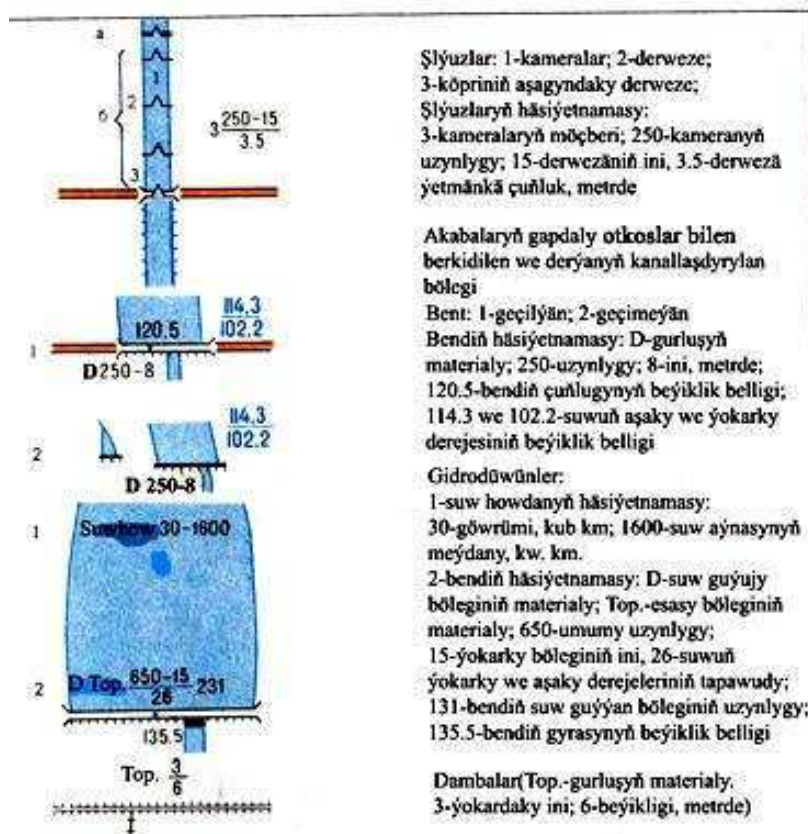 a
б
1
2
3
3 250-15
3.5
Şlýuzlar: 1-kameralar; 2-derweze;
3-köpriniň aşagyndaky derweze;
Şlýuzlaryň häsiýetnamasy:
3-kameralaryň möçberi; 250-kameranyň
uzynlygy; 15-derwezäniň ini, 3.5-derwezä
ýetmänkä çuňluk, metrde
1
120.5
114.3
102.2
D 250-8
Akabalaryň gapdaly otkoslar bilen
berkidilen we derýanyň kanallaşdyrylan
bölegi
Bent: 1-geçilýän; 2-geçimeýän
Bendiň häsiýetnamasy: D-gurluşyň
materialy; 250-uzynlygy; 8-ini, metrde;
120.5-bendiň çuňlugynyň beýiklik belligi;
114.3 we 102.2-suwuň aşaky we ýokarky
derejesiniň beýiklik belligi
2
114.3
102.2
D 250-8
1
Suwhow 30-1600
2
D Top. 650-15 231
26
135.5
Gidrodüwünler:
1-suw howdanyň häsiýetnamasy:
30-göwrümi, kub km; 1600-suw aýnasynyň
meýdany, kw. km.
2-bendiň häsiýetnamasy: D-suw guýujy
böleginiň materialy; Top.-esasy böleginiň
materialy; 650-umumy uzynlygy;
15-ýokarky böleginiň ini, 26-suwuň
ýokarky we aşaky derejeleriniň tapawudy;
131-bendiň suw guýýan böleginiň uzynlygy;
135.5-bendiň gyrasynyň beýiklik belligi
Top. 3
6
Dambalar(Top.-gurluşyň materialy.
3-ýokardaky ini; 6-beýikligi, metrde)